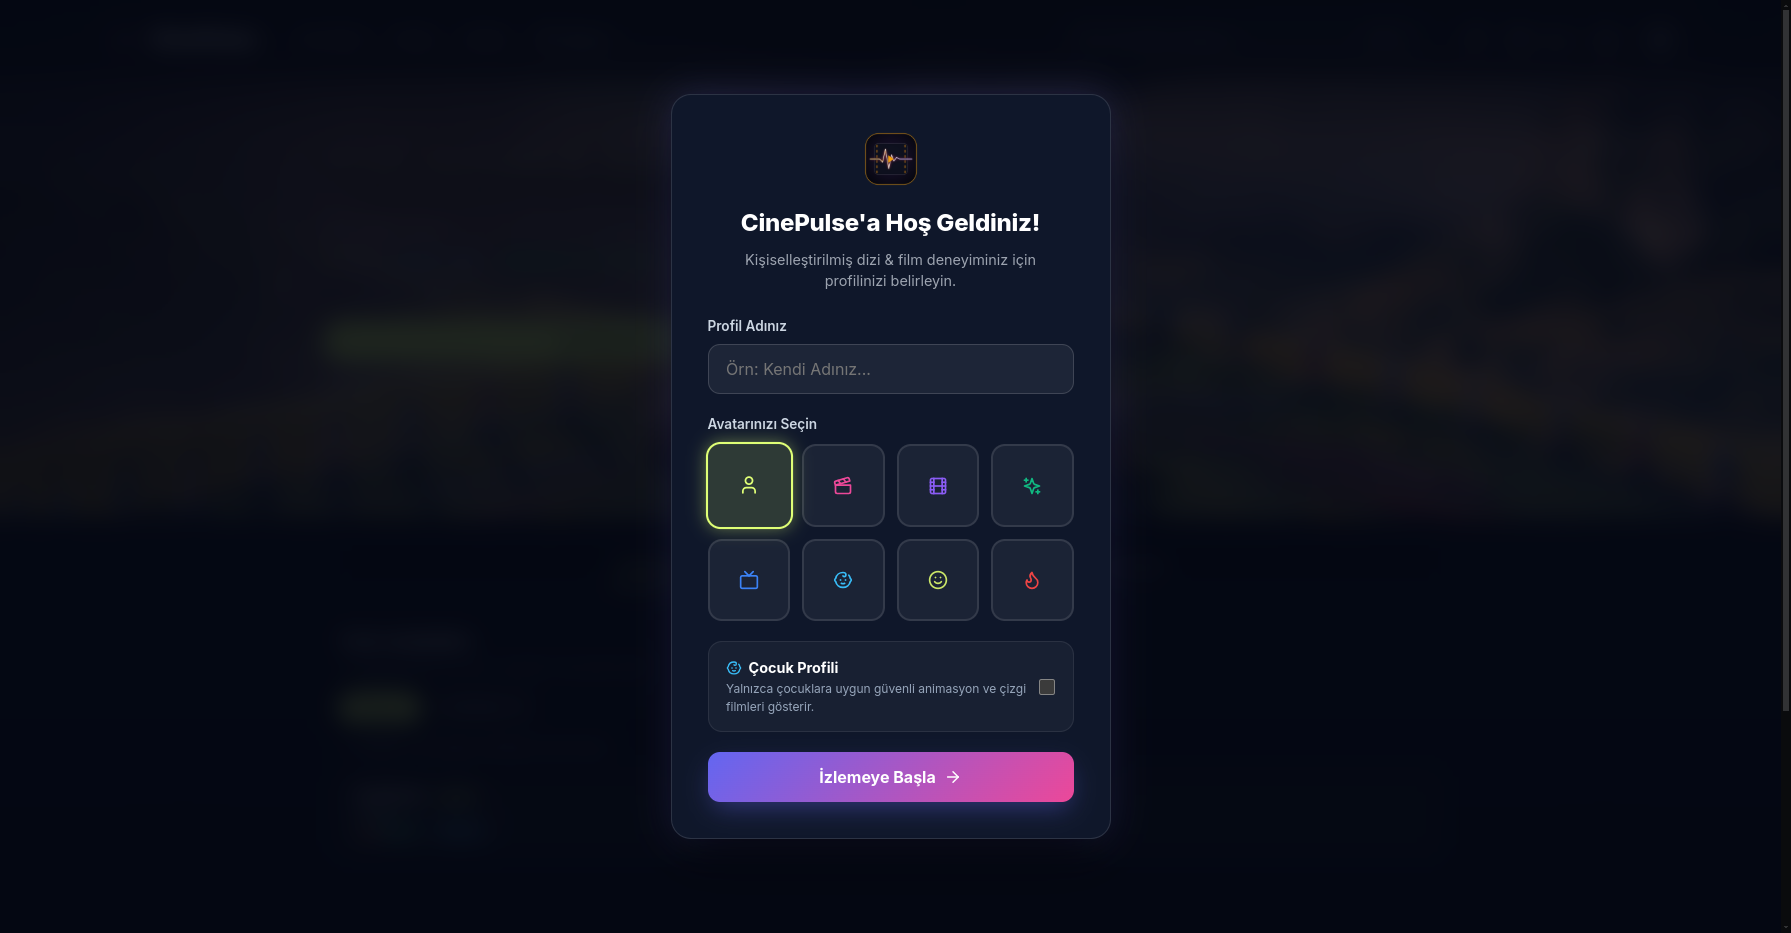 CinePulse'a Hoş Geldiniz!
Kişiselleştirilmiş dizi & film deneyiminiz için
profilinizi belirleyin.
Profil Adınız
Örn: Kendi Adınız...
Avatarınızı Seçin
Çocuk Profili
Yalnızca çocuklara uygun güvenli animasyon ve çizgi
filmleri gösterir.
İzlemeye Başla